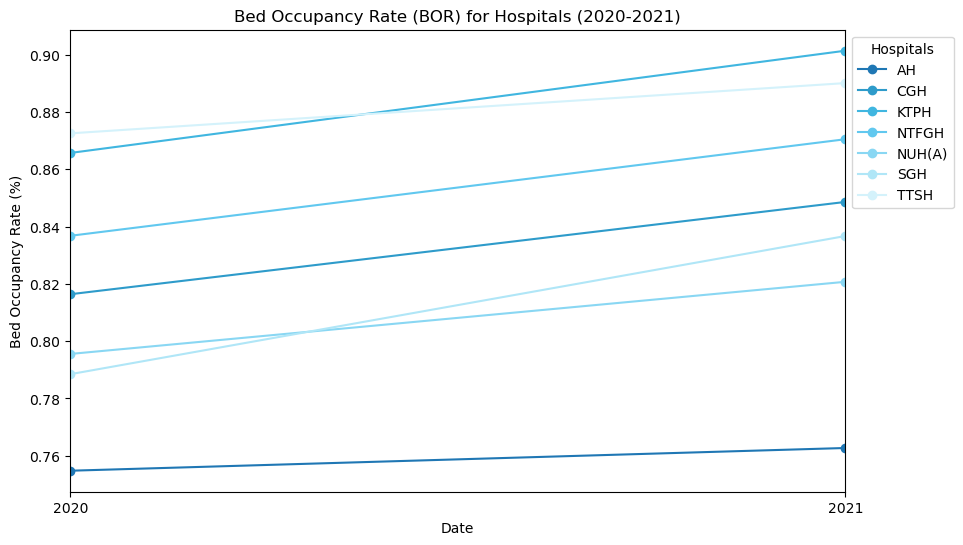 Bed Occupancy Rate (BOR) for Hospitals (2020-2021)
Bed Occupancy Rate (%)
0.90
0.88
0.86
0.84
0.82
0.80
0.78
0.76
2020
2021
Date
Hospitals
AH
CGH
KTPH
NTFGH
NUH(A)
SGH
TTSH